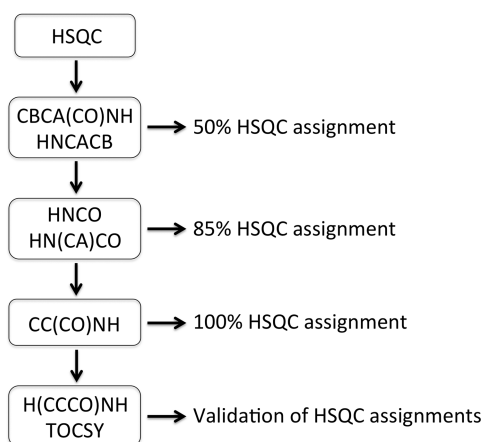 HSQC
CBCA(CO)NH
HNCACB
50% HSQC assignment
HNCO
HN(CA)CO
85% HSQC assignment
CC(CO)NH
100% HSQC assignment
H(CCCO)NH
TOCSY
Validation of HSQC assignments